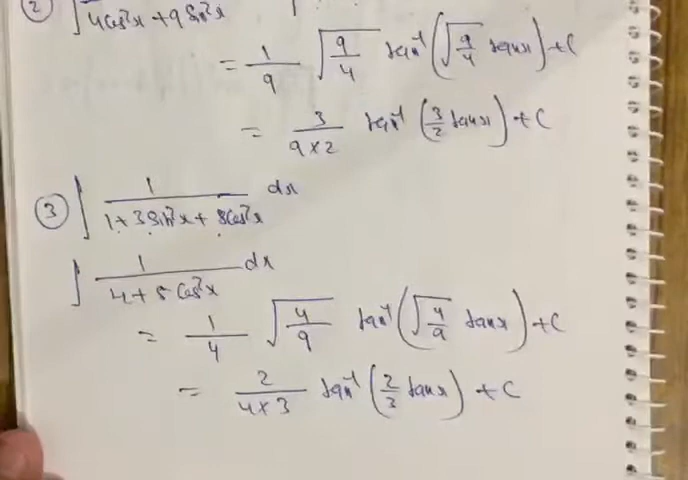 ② ∫ 4cos²x + 9 sin²x
= 1/9 √(9/4) tan⁻¹(√(9/4) tanx) + C
= 3/(9×2) tan⁻¹(3/2 tanx) + C
③ ∫ 1/(1+3sin²x+8cos²x) dx
∫ 1/(4+5cos²x) dx
= 1/4 √(4/9) tan⁻¹(√(4/9) tanx) + C
= 2/(4×3) tan⁻¹(2/3 tanx) + C